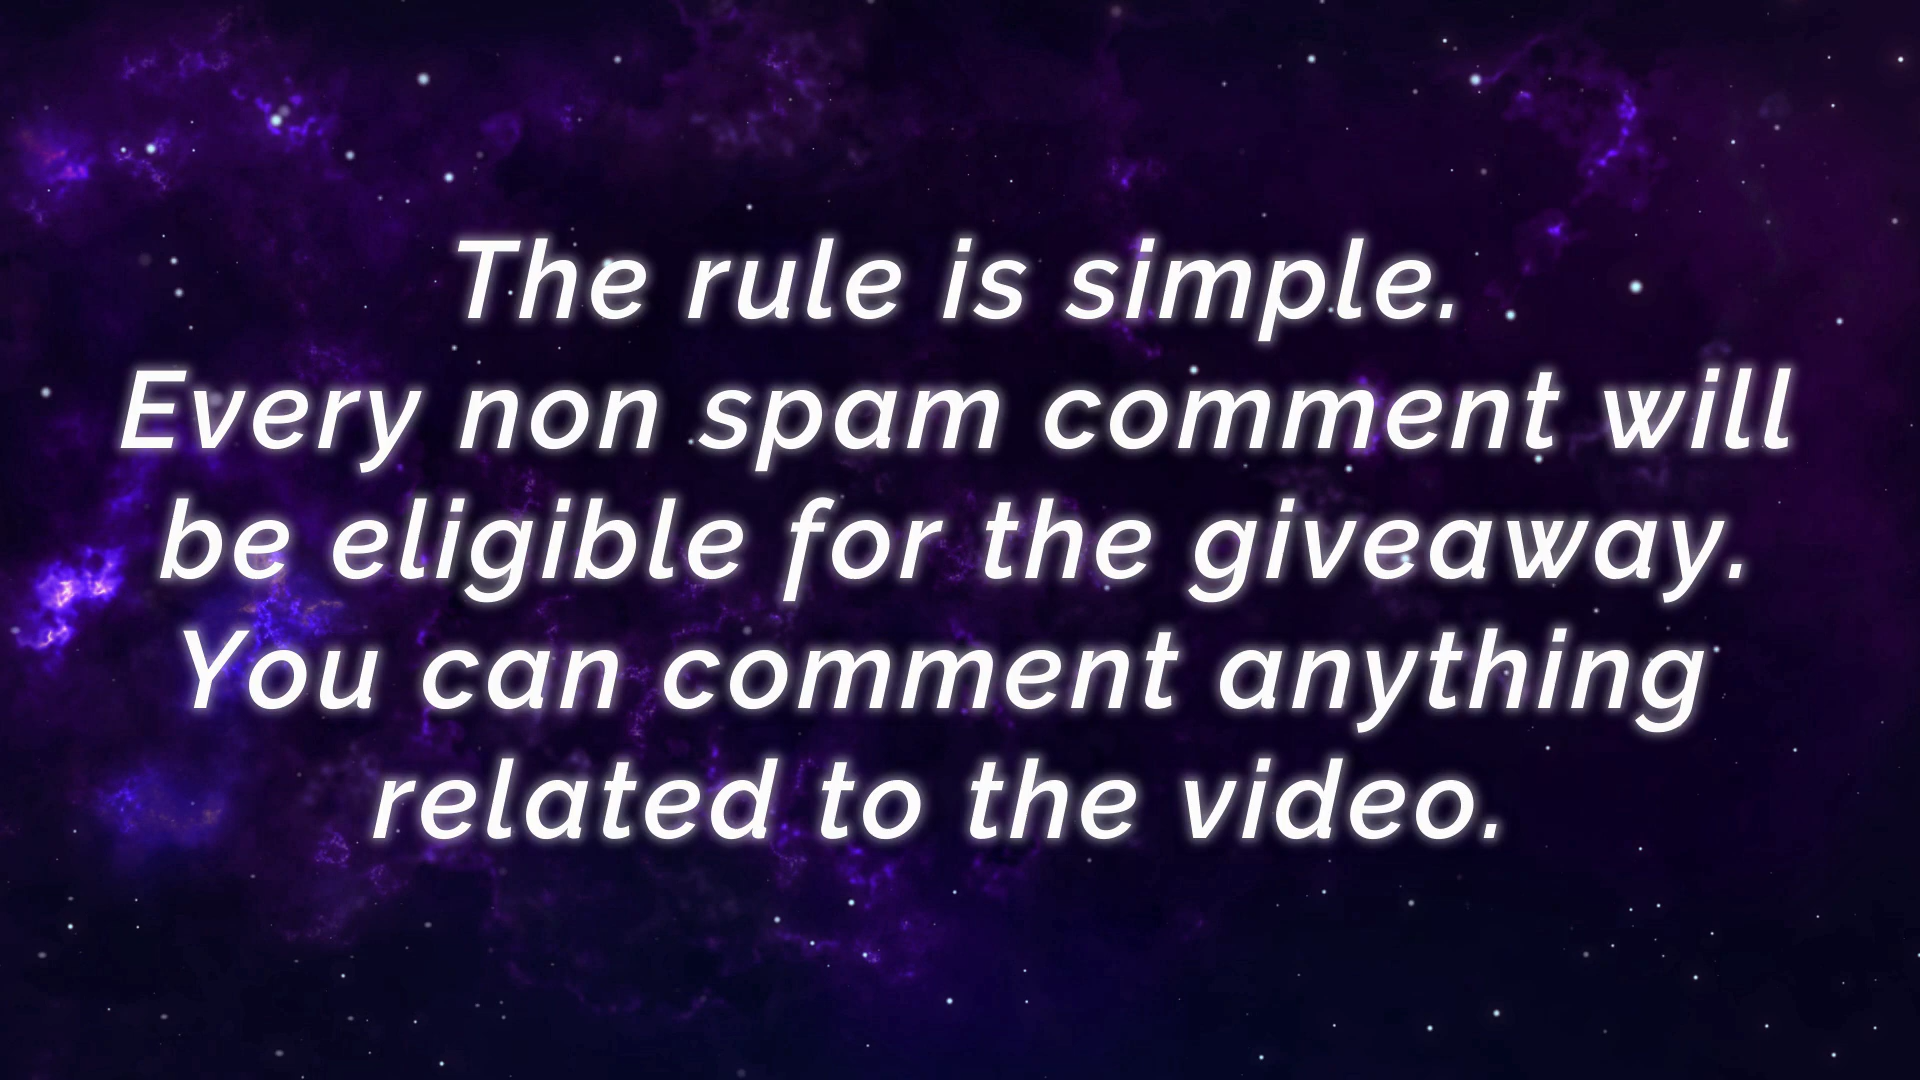 The rule is simple.
Every non spam comment will
be eligible for the giveaway.
You can comment anything
related to the video.